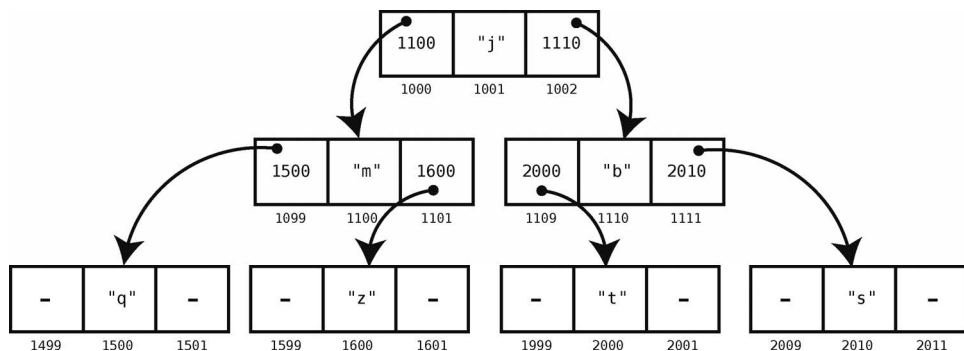 1100 "j" 1110
1000 1001 1002
1500 "m" 1600 2000 "b" 2010
1099 1100 1101 1109 1110 1111
- "q" - - "z" - - "t" - - "s" -
1499 1500 1501 1599 1600 1601 1999 2000 2001 2009 2010 2011